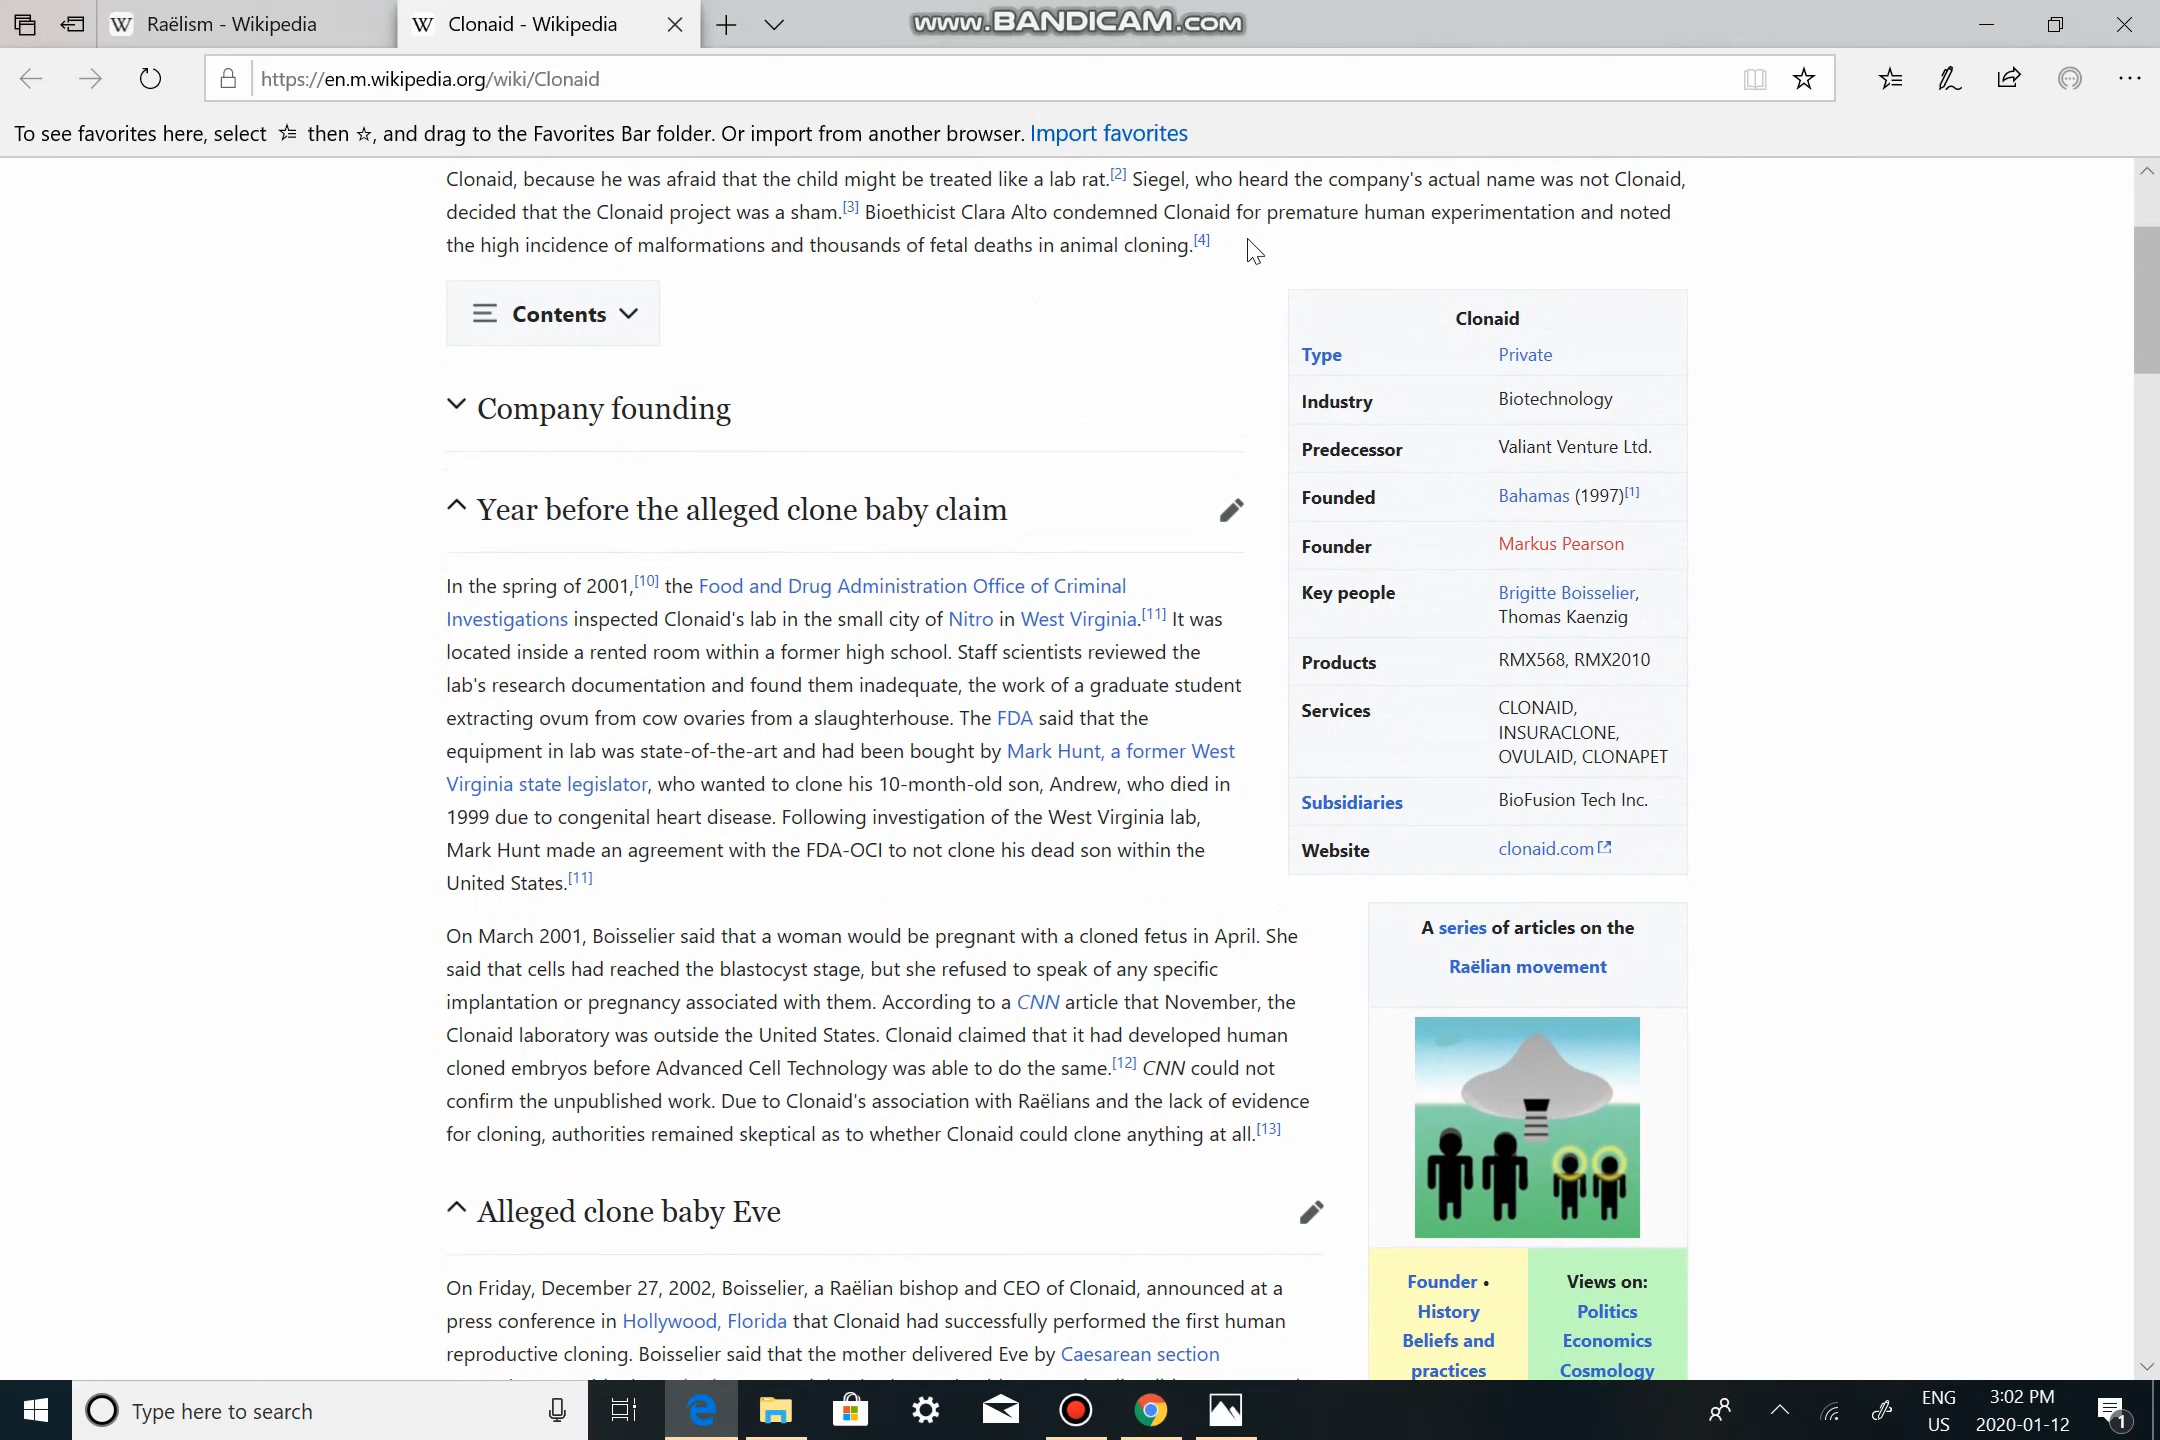 Raëlism - Wikipedia
Clonaid - Wikipedia
www.BANDICAM.com
https://en.m.wikipedia.org/wiki/Clonaid
To see favorites here, select then ☆, and drag to the Favorites Bar folder. Or import from another browser. Import favorites
Clonaid, because he was afraid that the child might be treated like a lab rat.[2] Siegel, who heard the company's actual name was not Clonaid,
decided that the Clonaid project was a sham.[3] Bioethicist Clara Alto condemned Clonaid for premature human experimentation and noted
the high incidence of malformations and thousands of fetal deaths in animal cloning.[4]
Contents
Company founding
Year before the alleged clone baby claim
In the spring of 2001,[10] the Food and Drug Administration Office of Criminal
Investigations inspected Clonaid's lab in the small city of Nitro in West Virginia.[11] It was
located inside a rented room within a former high school. Staff scientists reviewed the
lab's research documentation and found them inadequate, the work of a graduate student
extracting ovum from cow ovaries from a slaughterhouse. The FDA said that the
equipment in lab was state-of-the-art and had been bought by Mark Hunt, a former West
Virginia state legislator, who wanted to clone his 10-month-old son, Andrew, who died in
1999 due to congenital heart disease. Following investigation of the West Virginia lab,
Mark Hunt made an agreement with the FDA-OCI to not clone his dead son within the
United States.[11]
On March 2001, Boisselier said that a woman would be pregnant with a cloned fetus in April. She
said that cells had reached the blastocyst stage, but she refused to speak of any specific
implantation or pregnancy associated with them. According to a CNN article that November, the
Clonaid laboratory was outside the United States. Clonaid claimed that it had developed human
cloned embryos before Advanced Cell Technology was able to do the same.[12] CNN could not
confirm the unpublished work. Due to Clonaid's association with Raëlians and the lack of evidence
for cloning, authorities remained skeptical as to whether Clonaid could clone anything at all.[13]
Alleged clone baby Eve
On Friday, December 27, 2002, Boisselier, a Raëlian bishop and CEO of Clonaid, announced at a
press conference in Hollywood, Florida that Clonaid had successfully performed the first human
reproductive cloning. Boisselier said that the mother delivered Eve by Caesarean section
Clonaid
Type Private
Industry Biotechnology
Predecessor Valiant Venture Ltd.
Founded Bahamas (1997)[1]
Founder Markus Pearson
Key people Brigitte Boisselier,
Thomas Kaenzig
Products RMX568, RMX2010
Services CLONAID,
INSURACLONE,
OVULAID, CLONAPET
Subsidiaries BioFusion Tech Inc.
Website clonaid.com
A series of articles on the
Raëlian movement
Founder •
History
Beliefs and
practices
Views on:
Politics
Economics
Cosmology
Type here to search
ENG
US
3:02 PM
2020-01-12
1